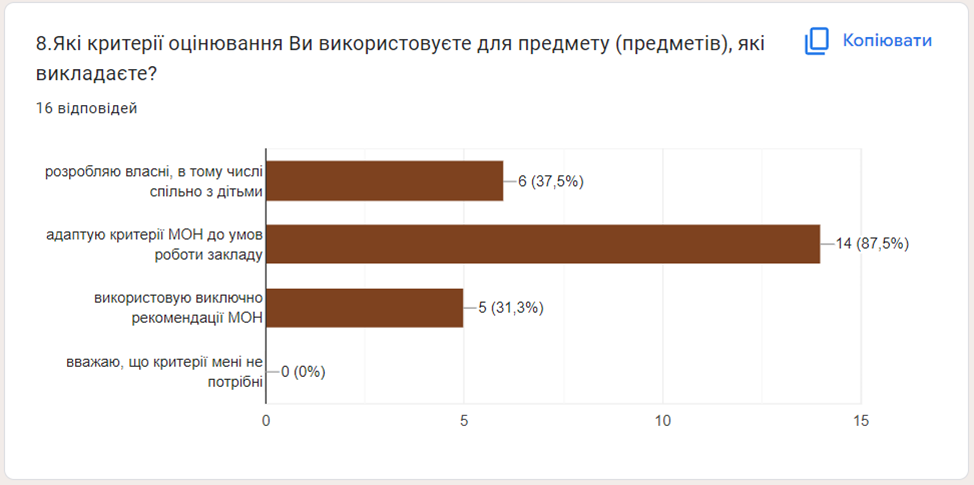 8.Які критерії оцінювання Ви використовуєте для предмету (предметів), які
викладаєте?
Копіювати
16 відповідей
розробляю власні, в тому числі
спільно з дітьми
6 (37,5%)
адаптую критерії МОН до умов
роботи закладу
14 (87,5%)
використовую виключно
рекомендації МОН
5 (31,3%)
вважаю, що критерії мені не
потрібні
0 (0%)
0 5 10 15